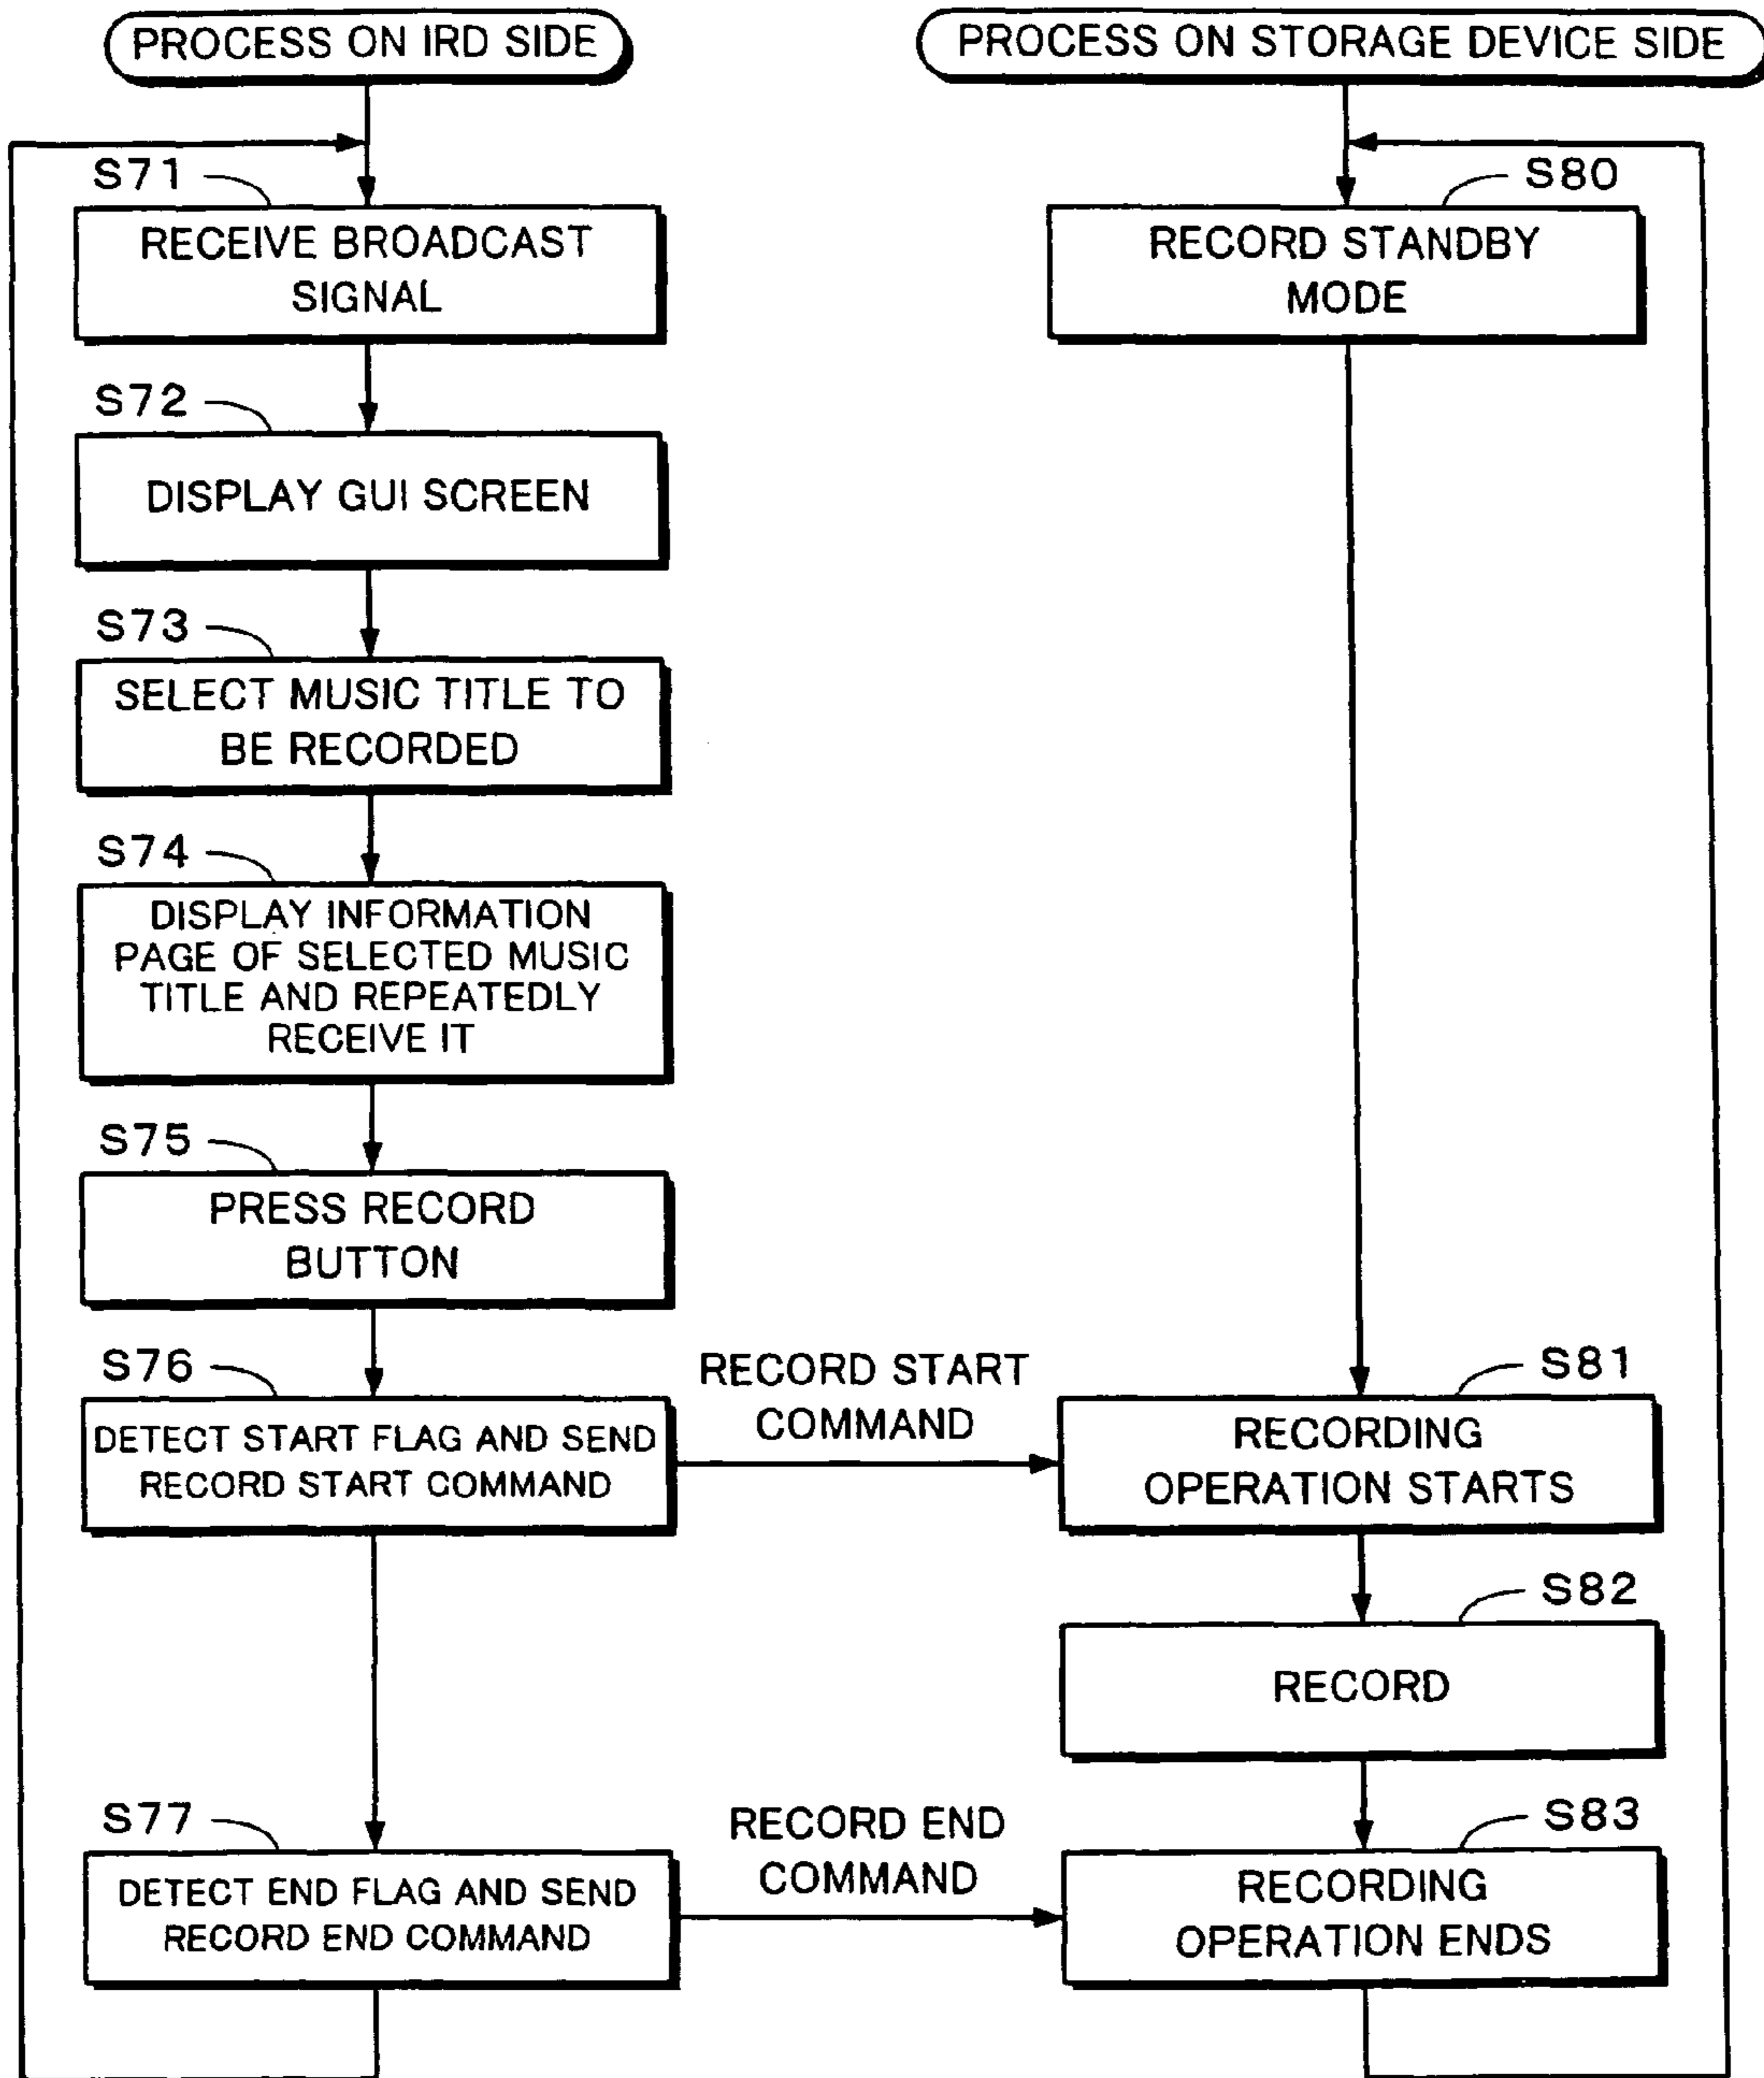 PROCESS ON IRD SIDE
S71
RECEIVE BROADCAST
SIGNAL
S72
DISPLAY GUI SCREEN
S73
SELECT MUSIC TITLE TO
BE RECORDED
S74
DISPLAY INFORMATION
PAGE OF SELECTED MUSIC
TITLE AND REPEATEDLY
RECEIVE IT
S75
PRESS RECORD
BUTTON
S76
DETECT START FLAG AND SEND
RECORD START COMMAND
RECORD START
COMMAND
S77
DETECT END FLAG AND SEND
RECORD END COMMAND
RECORD END
COMMAND
PROCESS ON STORAGE DEVICE SIDE
S80
RECORD STANDBY
MODE
S81
RECORDING
OPERATION STARTS
S82
RECORD
S83
RECORDING
OPERATION ENDS